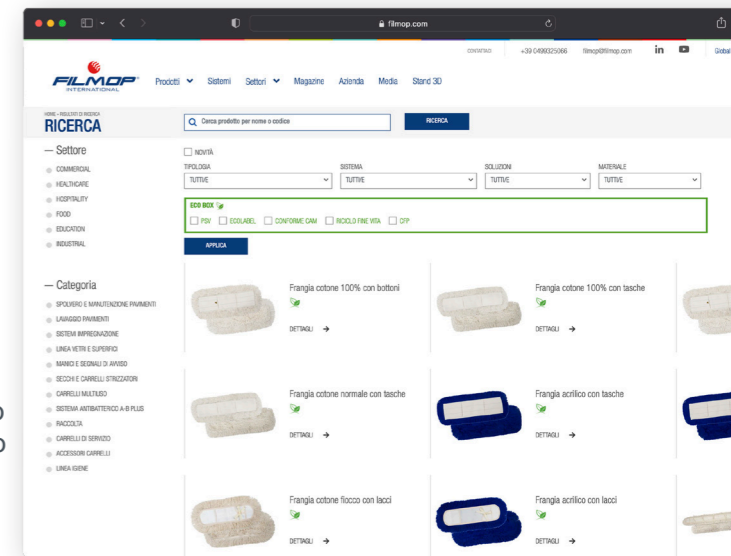 filmop.com
CONTATTACI +39 0499325066 filmop@filmop.com in Global
FILMOP
INTERNATIONAL
Prodotti Sistemi Settori Magazine Azienda Media Stand 3D
HOME » RISULTATI DI RICERCA
RICERCA
Cerca prodotto per nome o codice
RICERCA
— Settore
COMMERCIAL
HEALTHCARE
HOSPITALITY
FOOD
EDUCATION
INDUSTRIAL
— Categoria
SPOLVERO E MANUTENZIONE PAVIMENTI
LAVAGGIO PAVIMENTI
SISTEMI IMPREGNAZIONE
LINEA VETRI E SUPERFICI
MANICI E SEGNALI DI AVVISO
SECCHI E CARRELLI STRIZZATORI
CARRELLI MULTIUSO
SISTEMA ANTIBATTERICO A-B PLUS
RACCOLTA
CARRELLI DI SERVIZIO
ACCESSORI CARRELLI
LINEA IGIENE
NOVITÀ
TIPOLOGIA SISTEMA SOLUZIONI MATERIALE
TUTTI/E TUTTI/E TUTTI/E TUTTI/E
ECO BOX
PSV ECOLABEL CONFORME CAM RICICLO FINE VITA CFP
APPLICA
Frangia cotone 100% con bottoni
DETTAGLI →
Frangia cotone 100% con tasche
DETTAGLI →
Frangia cotone normale con tasche
DETTAGLI →
Frangia acrilico con tasche
DETTAGLI →
Frangia cotone fiocco con lacci
DETTAGLI →
Frangia acrilico con lacci
DETTAGLI →